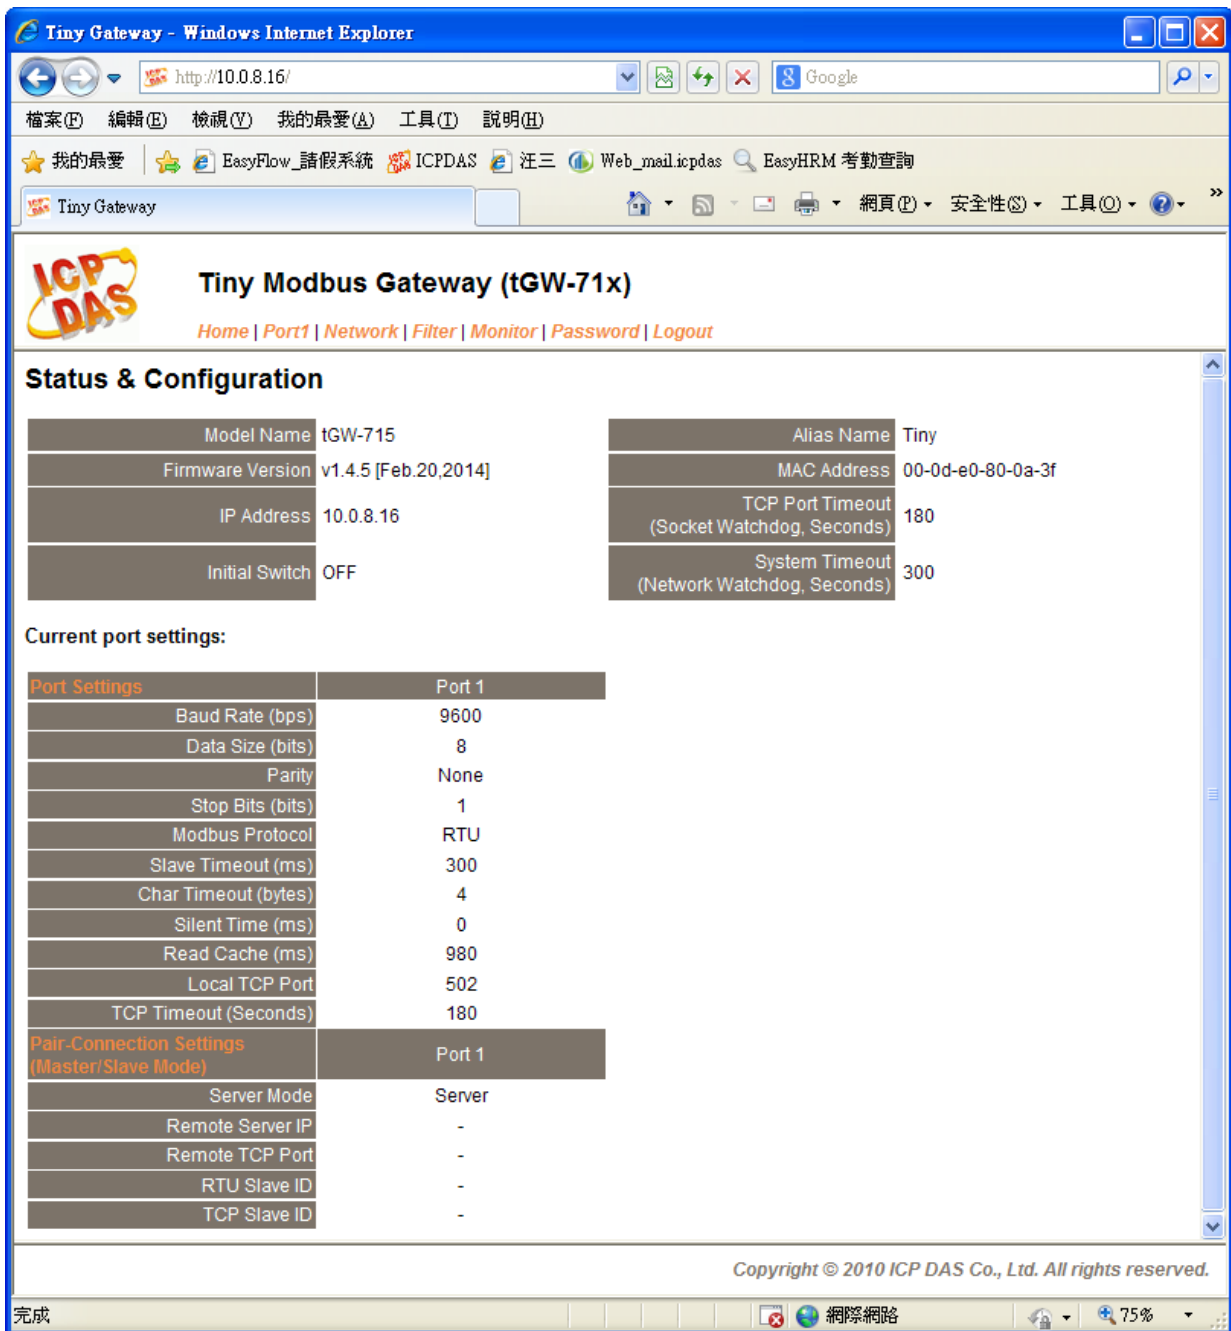 Tiny Gateway - Windows Internet Explorer
http://10.0.8.16/
Google
檔案(F) 編輯(E) 檢視(V) 我的最愛(A) 工具(T) 說明(H)
我的最愛 EasyFlow_請假系統 ICPDAS 汪三 Web_mail.icpdas EasyHRM 考勤查詢
Tiny Gateway 網頁(P) 安全性(S) 工具(O)
ICP DAS
Tiny Modbus Gateway (tGW-71x)
Home | Port1 | Network | Filter | Monitor | Password | Logout
Status & Configuration
Model Name tGW-715 Alias Name Tiny
Firmware Version v1.4.5 [Feb.20,2014] MAC Address 00-0d-e0-80-0a-3f
IP Address 10.0.8.16 TCP Port Timeout
(Socket Watchdog, Seconds) 180
Initial Switch OFF System Timeout
(Network Watchdog, Seconds) 300
Current port settings:
Port Settings Port 1
Baud Rate (bps) 9600
Data Size (bits) 8
Parity None
Stop Bits (bits) 1
Modbus Protocol RTU
Slave Timeout (ms) 300
Char Timeout (bytes) 4
Silent Time (ms) 0
Read Cache (ms) 980
Local TCP Port 502
TCP Timeout (Seconds) 180
Pair-Connection Settings
(Master/Slave Mode) Port 1
Server Mode Server
Remote Server IP -
Remote TCP Port -
RTU Slave ID -
TCP Slave ID -
Copyright © 2010 ICP DAS Co., Ltd. All rights reserved.
完成 網際網路 75%